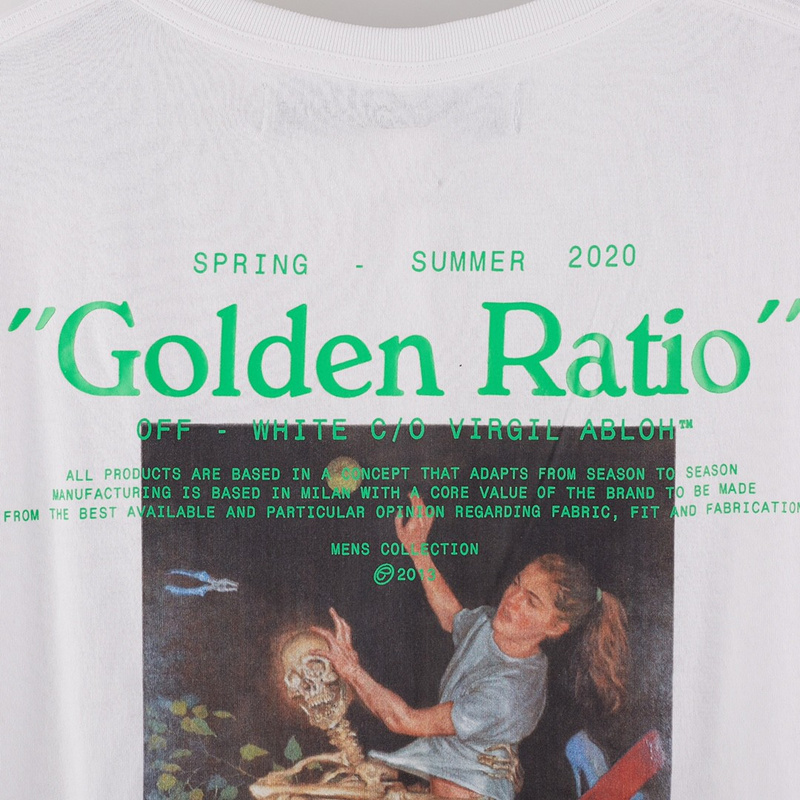 SPRING - SUMMER 2020
"Golden Ratio"
OFF - WHITE C/O VIRGIL ABLOH™
ALL PRODUCTS ARE BASED IN A CONCEPT THAT ADAPTS FROM SEASON TO SEASON
MANUFACTURING IS BASED IN MILAN WITH A CORE VALUE OF THE BRAND TO BE MADE
FROM THE BEST AVAILABLE AND PARTICULAR OPINION REGARDING FABRIC, FIT AND FABRICATION
MENS COLLECTION
2013